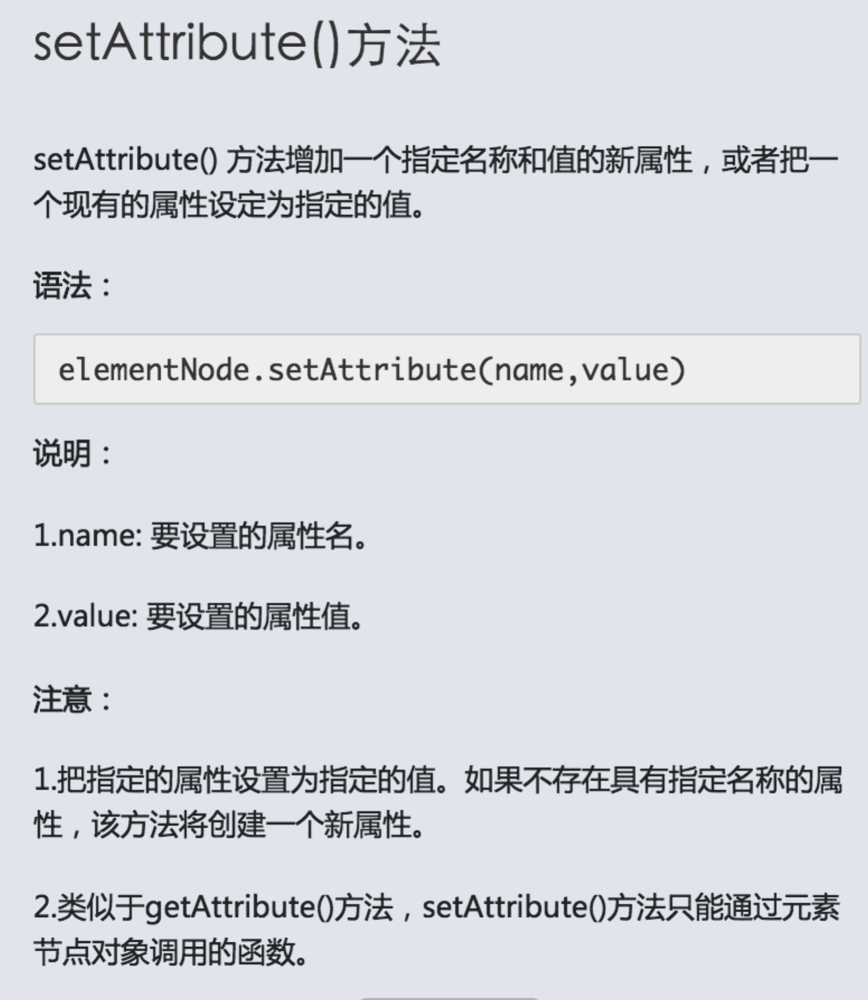 setAttribute()方法
setAttribute() 方法增加一个指定名称和值的新属性，或者把一
个现有的属性设定为指定的值。
语法：
elementNode.setAttribute(name,value)
说明：
1.name: 要设置的属性名。
2.value: 要设置的属性值。
注意：
1.把指定的属性设置为指定的值。如果不存在具有指定名称的属
性，该方法将创建一个新属性。
2.类似于getAttribute()方法，setAttribute()方法只能通过元素
节点对象调用的函数。